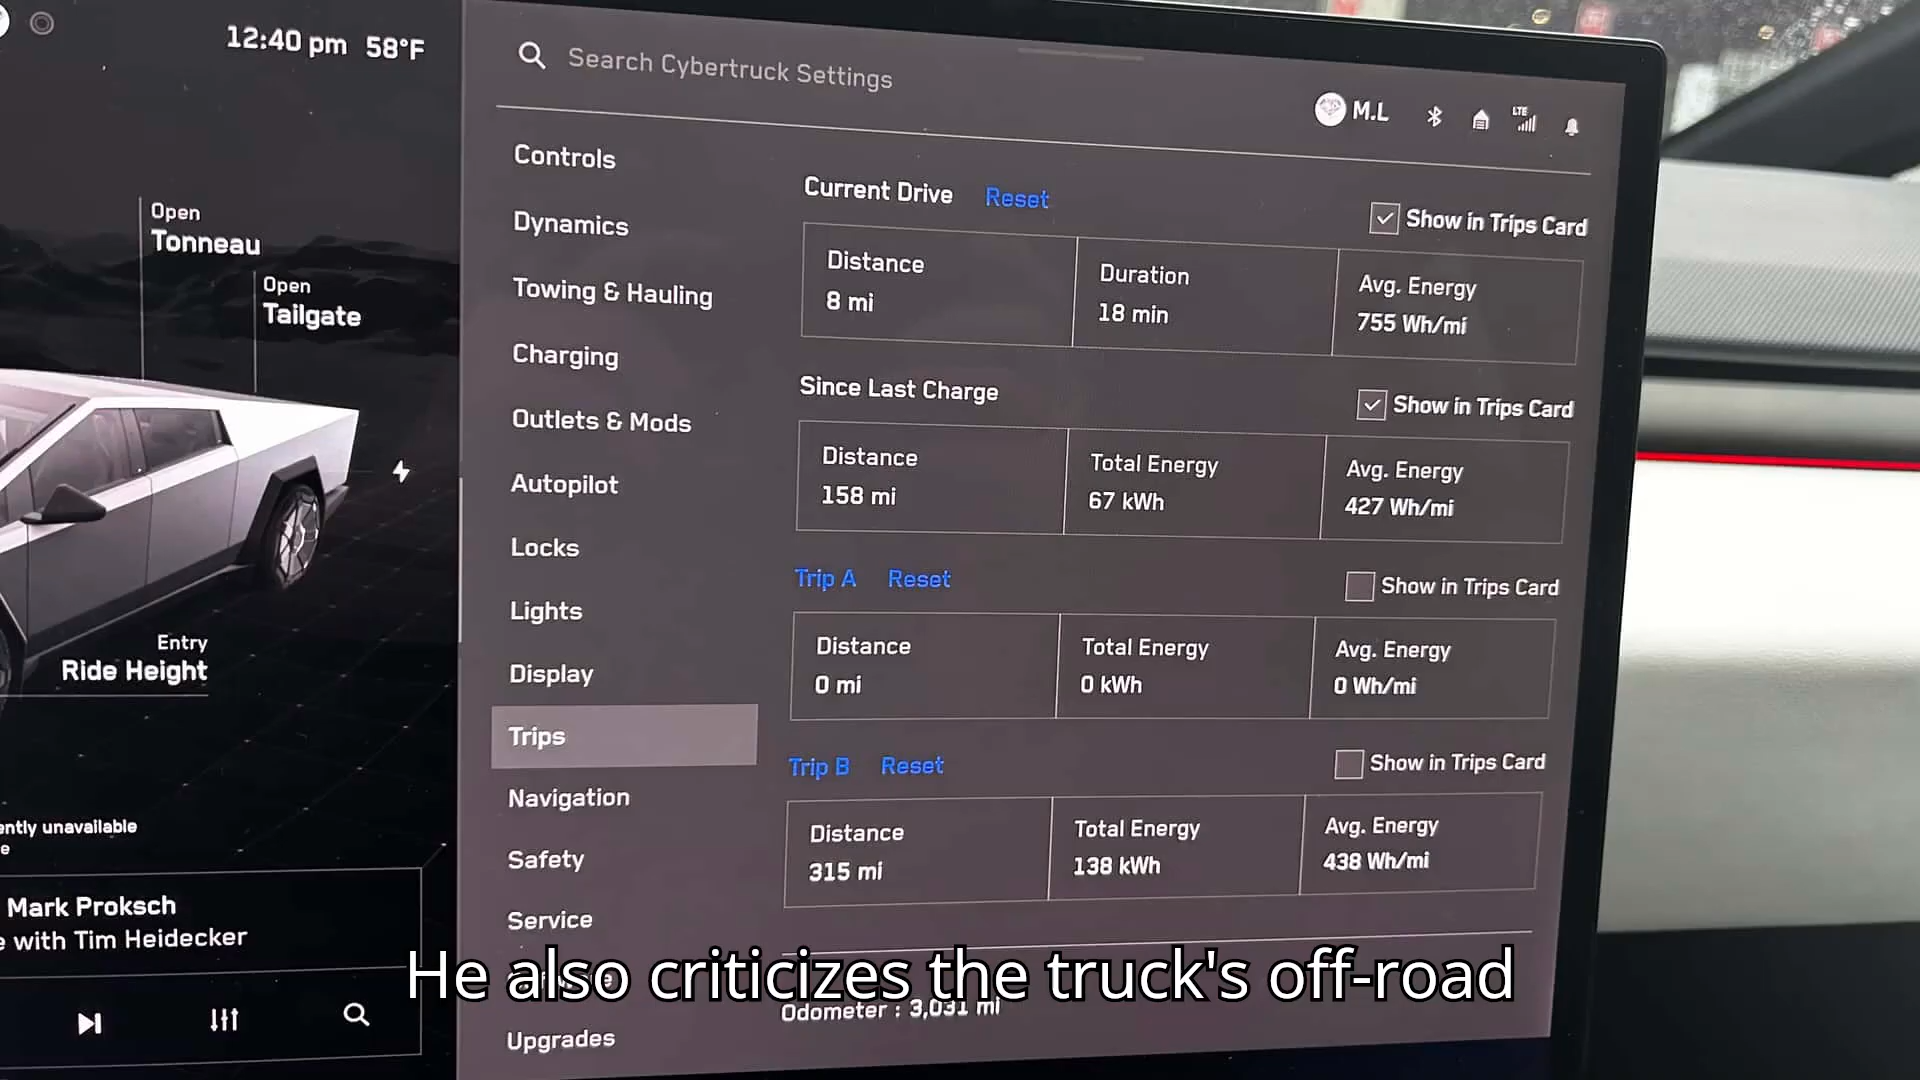 12:40 pm 58°F
Open
Tonneau
Open
Tailgate
Entry
Ride Height
ently unavailable
e
Mark Proksch
e with Tim Heidecker
Search Cybertruck Settings
M.L
LTE
Controls
Dynamics
Towing & Hauling
Charging
Outlets & Mods
Autopilot
Locks
Lights
Display
Trips
Navigation
Safety
Service
Upgrades
Current Drive Reset
Show in Trips Card
Distance
8 mi
Duration
18 min
Avg. Energy
755 Wh/mi
Since Last Charge
Show in Trips Card
Distance
158 mi
Total Energy
67 kWh
Avg. Energy
427 Wh/mi
Trip A Reset
Show in Trips Card
Distance
0 mi
Total Energy
0 kWh
Avg. Energy
0 Wh/mi
Trip B Reset
Show in Trips Card
Distance
315 mi
Total Energy
138 kWh
Avg. Energy
438 Wh/mi
Odometer : 3,031 mi
He also criticizes the truck's off-road